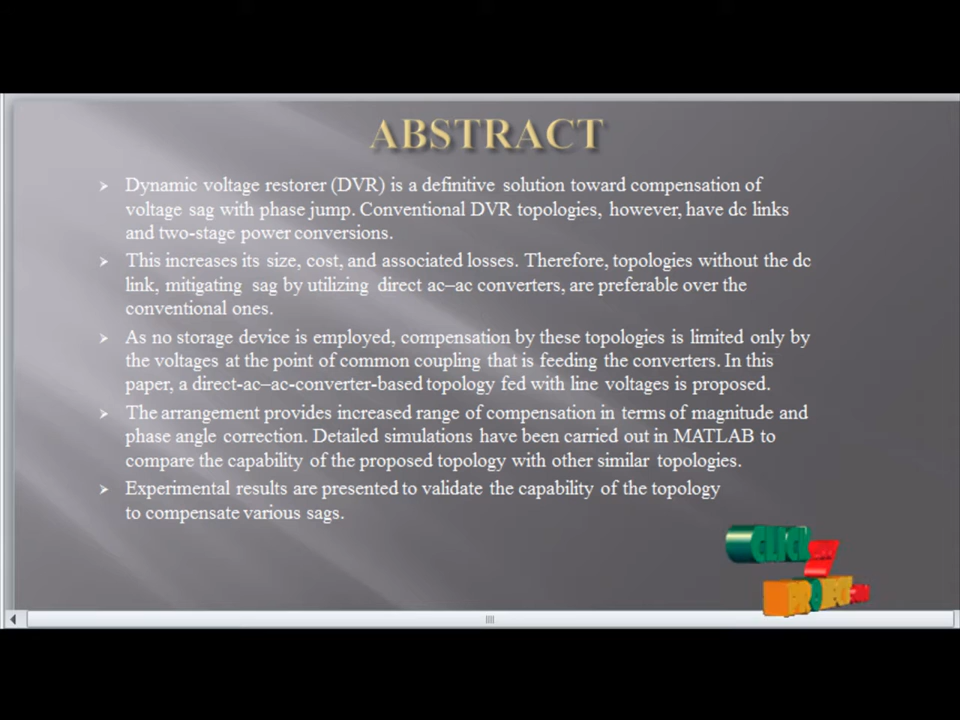 ABSTRACT
➢ Dynamic voltage restorer (DVR) is a definitive solution toward compensation of
voltage sag with phase jump. Conventional DVR topologies, however, have dc links
and two-stage power conversions.
➢ This increases its size, cost, and associated losses. Therefore, topologies without the dc
link, mitigating sag by utilizing direct ac–ac converters, are preferable over the
conventional ones.
➢ As no storage device is employed, compensation by these topologies is limited only by
the voltages at the point of common coupling that is feeding the converters. In this
paper, a direct-ac–ac-converter-based topology fed with line voltages is proposed.
➢ The arrangement provides increased range of compensation in terms of magnitude and
phase angle correction. Detailed simulations have been carried out in MATLAB to
compare the capability of the proposed topology with other similar topologies.
➢ Experimental results are presented to validate the capability of the topology
to compensate various sags.
CLICK